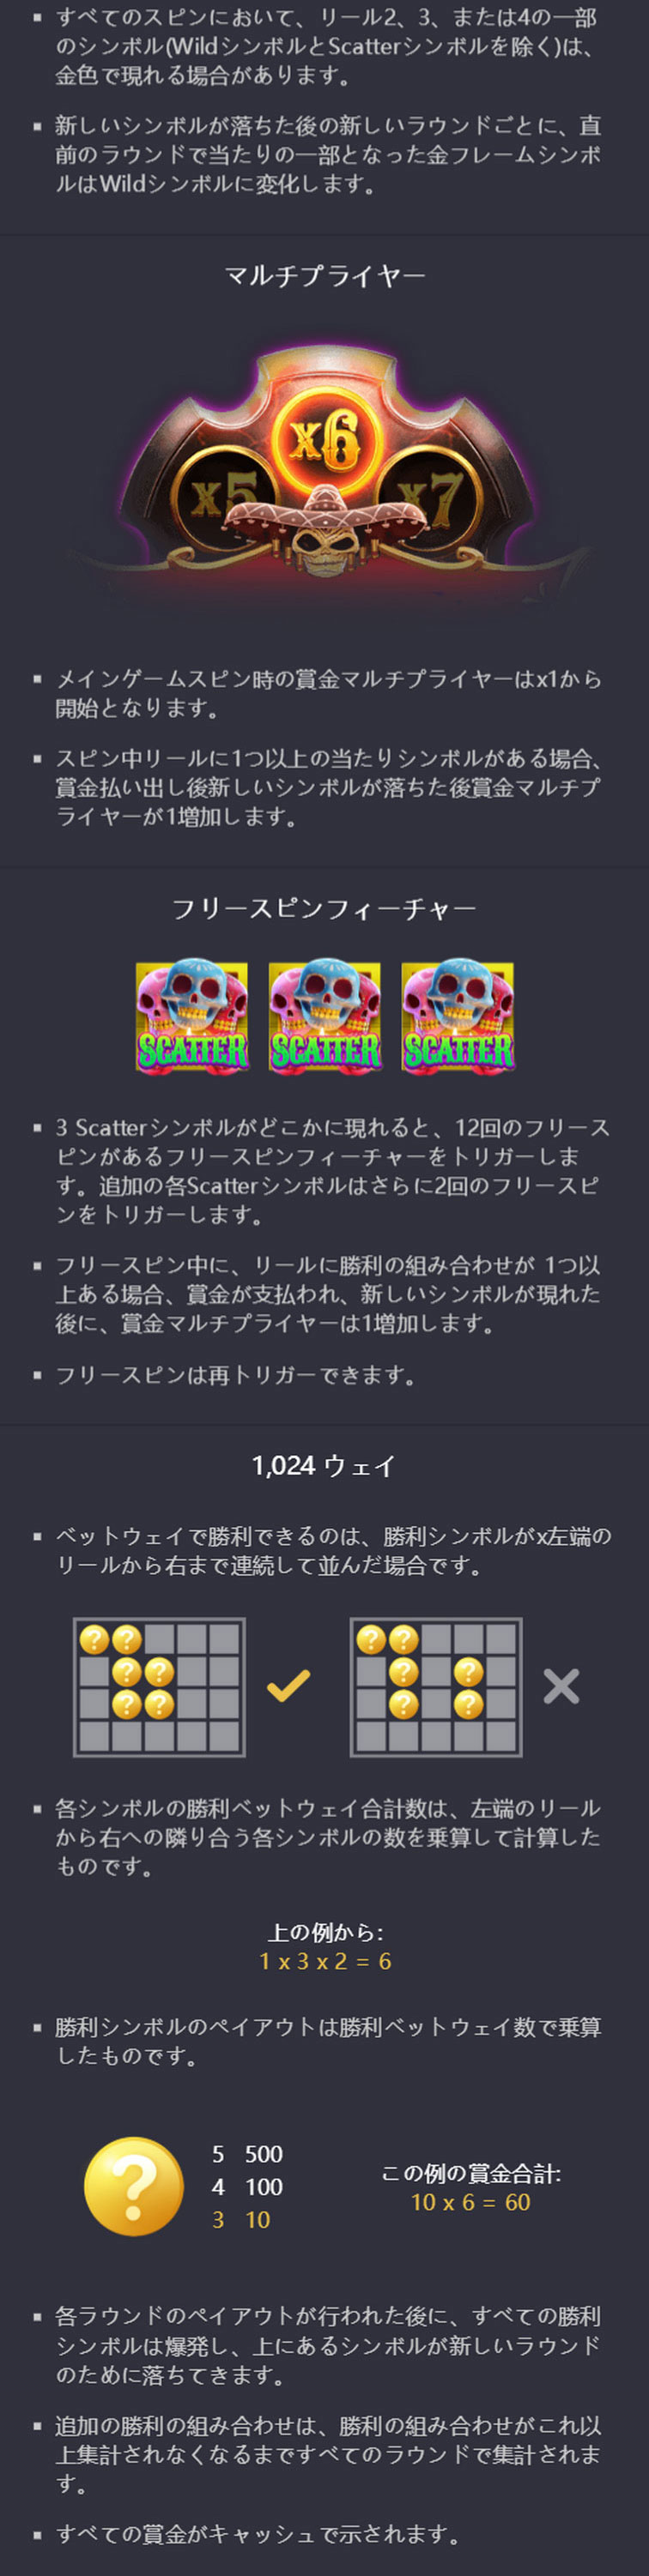 すべてのスピンにおいて、リール2、3、または4の一部
のシンボル(WildシンボルとScatterシンボルを除く)は、
金色で現れる場合があります。
新しいシンボルが落ちた後の新しいラウンドごとに、直
前のラウンドで当たりの一部となった金フレームシンボ
ルはWildシンボルに変化します。
マルチプライヤー
x5 x6 x7
メインゲームスピン時の賞金マルチプライヤーはx1から
開始となります。
スピン中リールに1つ以上の当たりシンボルがある場合、
賞金払い出し後新しいシンボルが落ちた後賞金マルチプ
ライヤーが1増加します。
フリースピンフィーチャー
SCATTER SCATTER SCATTER
3 Scatterシンボルがどこかに現れると、12回のフリース
ピンがあるフリースピンフィーチャーをトリガーしま
す。追加の各Scatterシンボルはさらに2回のフリースピ
ンをトリガーします。
フリースピン中に、リールに勝利の組み合わせが 1つ以
上ある場合、賞金が支払われ、新しいシンボルが現れた
後に、賞金マルチプライヤーは1増加します。
フリースピンは再トリガーできます。
1,024 ウェイ
ベットウェイで勝利できるのは、勝利シンボルがx左端の
リールから右まで連続して並んだ場合です。
? ? ? ?
? ? ? ?
? ? ? ?
各シンボルの勝利ベットウェイ合計数は、左端のリール
から右への隣り合う各シンボルの数を乗算して計算した
ものです。
上の例から:
1 x 3 x 2 = 6
勝利シンボルのペイアウトは勝利ベットウェイ数で乗算
したものです。
?
5 500
4 100
3 10
この例の賞金合計:
10 x 6 = 60
各ラウンドのペイアウトが行われた後に、すべての勝利
シンボルは爆発し、上にあるシンボルが新しいラウンド
のために落ちてきます。
追加の勝利の組み合わせは、勝利の組み合わせがこれ以
上集計されなくなるまですべてのラウンドで集計されま
す。
すべての賞金がキャッシュで示されます。